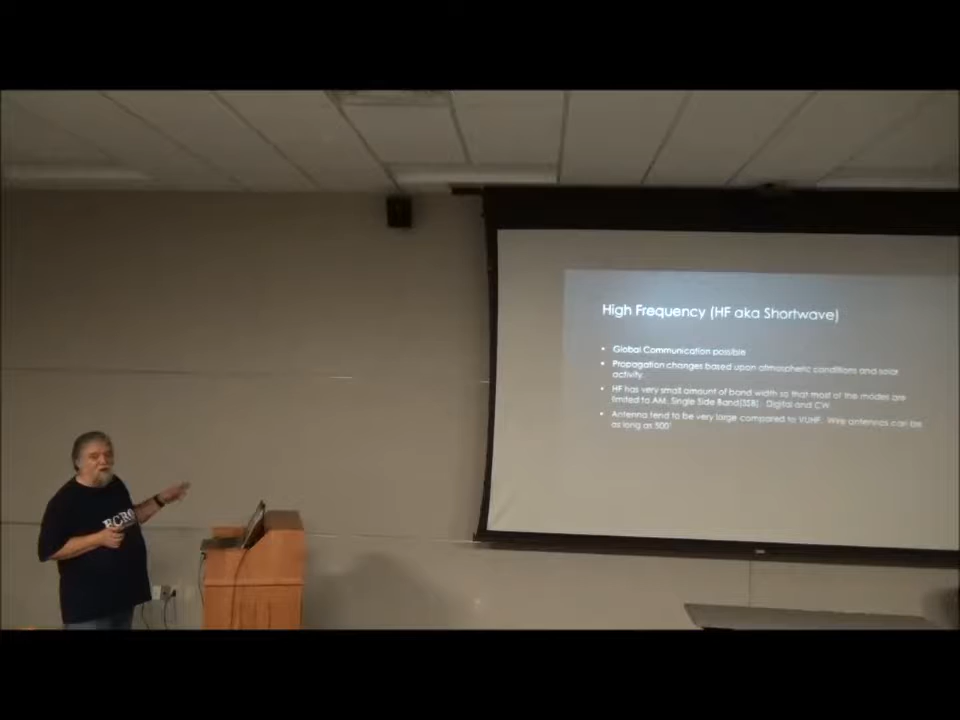 High Frequency (HF aka Shortwave)
• Global Communication possible
• Propagation changes based upon atmospheric conditions and solar
activity.
• HF has very small amount of band width so that most of the modes are
limited to AM, Single Side Band(SSB), Digital and CW.
• Antenna tend to be very large compared to VUHF. Wire antennas can be
as long as 500'
ECRO